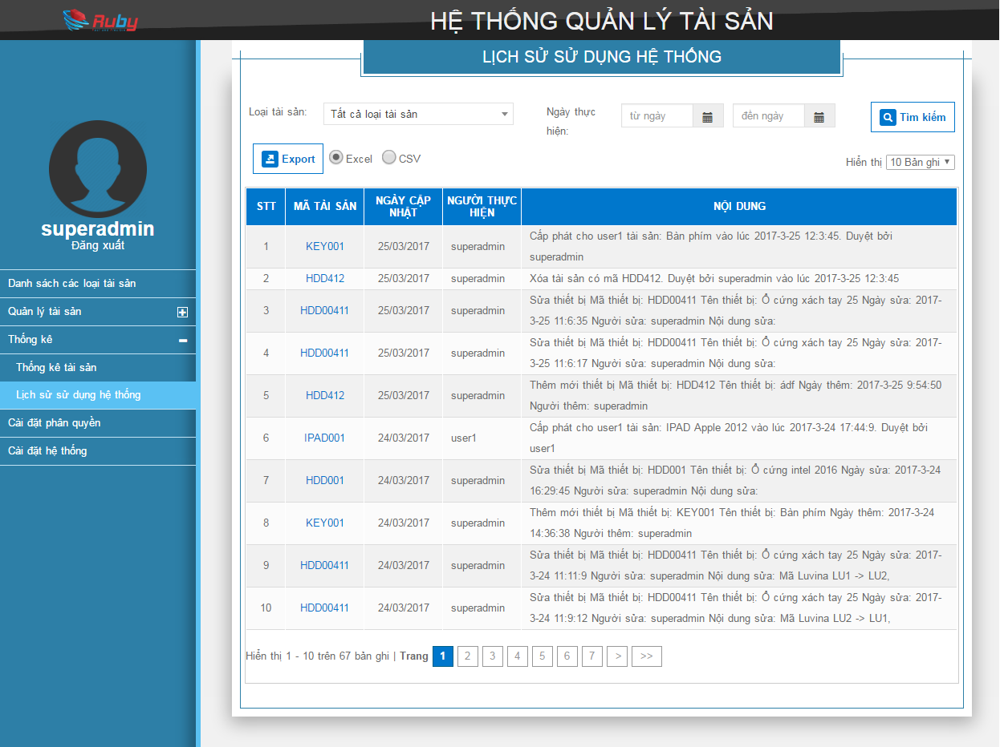 Ruby
HỆ THỐNG QUẢN LÝ TÀI SẢN
superadmin
Đăng xuất
Danh sách các loại tài sản
Quản lý tài sản
Thống kê
Thống kê tài sản
Lịch sử sử dụng hệ thống
Cài đặt phân quyền
Cài đặt hệ thống
LỊCH SỬ SỬ DỤNG HỆ THỐNG
Loại tài sản: Tất cả loại tài sản Ngày thực từ ngày đến ngày Tìm kiếm
hiện:
Export Excel CSV Hiển thị 10 Bản ghi
STT MÃ TÀI SẢN NGÀY CẬP NGƯỜI THỰC NỘI DUNG
NHẬT HIỆN
1 KEY001 25/03/2017 superadmin Cấp phát cho user1 tài sản: Bàn phím vào lúc 2017-3-25 12:3:45. Duyệt bởi
superadmin
2 HDD412 25/03/2017 superadmin Xóa tài sản có mã HDD412. Duyệt bởi superadmin vào lúc 2017-3-25 12:3:45
3 HDD00411 25/03/2017 superadmin Sửa thiết bị Mã thiết bị: HDD00411 Tên thiết bị: Ổ cứng xách tay 25 Ngày sửa: 2017-
3-25 11:6:35 Người sửa: superadmin Nội dung sửa:
4 HDD00411 25/03/2017 superadmin Sửa thiết bị Mã thiết bị: HDD00411 Tên thiết bị: Ổ cứng xách tay 25 Ngày sửa: 2017-
3-25 11:6:17 Người sửa: superadmin Nội dung sửa:
5 HDD412 25/03/2017 superadmin Thêm mới thiết bị Mã thiết bị: HDD412 Tên thiết bị: ádf Ngày thêm: 2017-3-25 9:54:50
Người thêm: superadmin
6 IPAD001 24/03/2017 user1 Cấp phát cho user1 tài sản: IPAD Apple 2012 vào lúc 2017-3-24 17:44:9. Duyệt bởi
user1
7 HDD001 24/03/2017 superadmin Sửa thiết bị Mã thiết bị: HDD001 Tên thiết bị: Ổ cứng intel 2016 Ngày sửa: 2017-3-24
16:29:45 Người sửa: superadmin Nội dung sửa:
8 KEY001 24/03/2017 superadmin Thêm mới thiết bị Mã thiết bị: KEY001 Tên thiết bị: Bàn phím Ngày thêm: 2017-3-24
14:36:38 Người thêm: superadmin
9 HDD00411 24/03/2017 superadmin Sửa thiết bị Mã thiết bị: HDD00411 Tên thiết bị: Ổ cứng xách tay 25 Ngày sửa: 2017-
3-24 11:11:9 Người sửa: superadmin Nội dung sửa: Mã Luvina LU1 -> LU2,
10 HDD00411 24/03/2017 superadmin Sửa thiết bị Mã thiết bị: HDD00411 Tên thiết bị: Ổ cứng xách tay 25 Ngày sửa: 2017-
3-24 11:9:12 Người sửa: superadmin Nội dung sửa: Mã Luvina LU2 -> LU1,
Hiển thị 1 - 10 trên 67 bản ghi | Trang 1 2 3 4 5 6 7 > >>